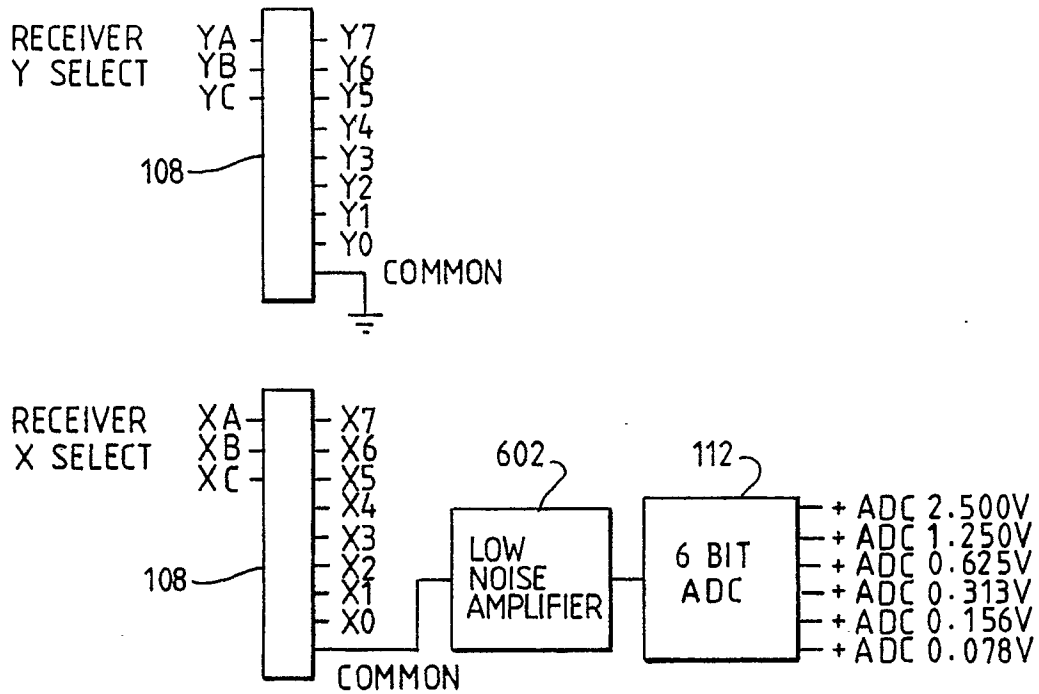 RECEIVER
Y SELECT
YA
YB
YC
Y7
Y6
Y5
Y4
Y3
Y2
Y1
Y0
108
COMMON
RECEIVER
X SELECT
XA
XB
XC
X7
X6
X5
X4
X3
X2
X1
X0
108
COMMON
602
LOW
NOISE
AMPLIFIER
112
6 BIT
ADC
+ ADC 2.500V
+ ADC 1.250V
+ ADC 0.625V
+ ADC 0.313V
+ ADC 0.156V
+ ADC 0.078V